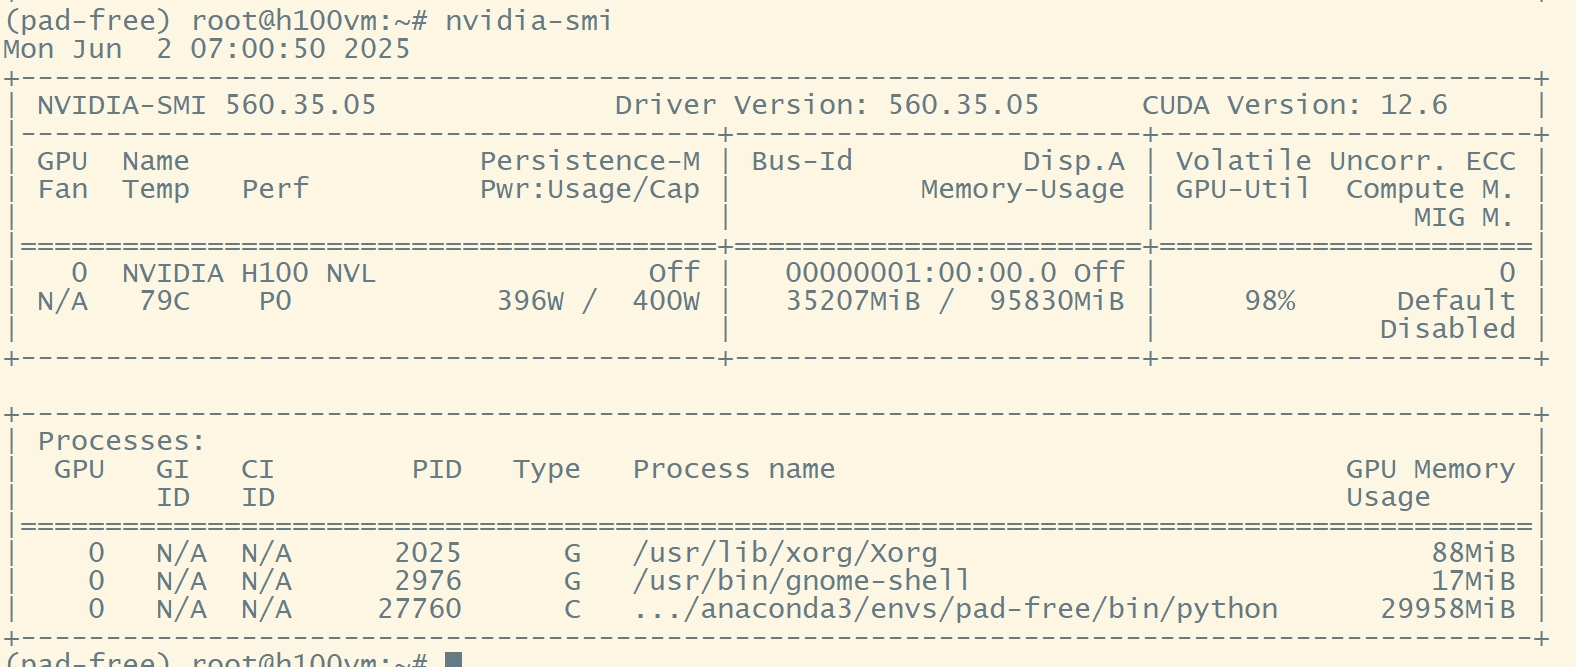 (pad-free) root@h100vm:~# nvidia-smi
Mon Jun  2 07:00:50 2025
+-----------------------------------------------------------------------------------------+
| NVIDIA-SMI 560.35.05              Driver Version: 560.35.05      CUDA Version: 12.6     |
|-----------------------------------------+------------------------+----------------------+
| GPU  Name                 Persistence-M | Bus-Id          Disp.A | Volatile Uncorr. ECC |
| Fan  Temp   Perf          Pwr:Usage/Cap |           Memory-Usage | GPU-Util  Compute M. |
|                                         |                        |               MIG M. |
|=========================================+========================+======================|
|   0  NVIDIA H100 NVL                Off |   00000001:00:00.0 Off |                    0 |
| N/A   79C    P0            396W /  400W |   35207MiB /  95830MiB |     98%      Default |
|                                         |                        |             Disabled |
+-----------------------------------------+------------------------+----------------------+
+-----------------------------------------------------------------------------------------+
| Processes:                                                                              |
|  GPU   GI   CI        PID   Type   Process name                              GPU Memory |
|        ID   ID                                                               Usage      |
|=========================================================================================|
|    0   N/A  N/A      2025      G   /usr/lib/xorg/Xorg                             88MiB |
|    0   N/A  N/A      2976      G   /usr/bin/gnome-shell                           17MiB |
|    0   N/A  N/A     27760      C   .../anaconda3/envs/pad-free/bin/python      29958MiB |
+-----------------------------------------------------------------------------------------+
(pad-free) root@h100vm:~#